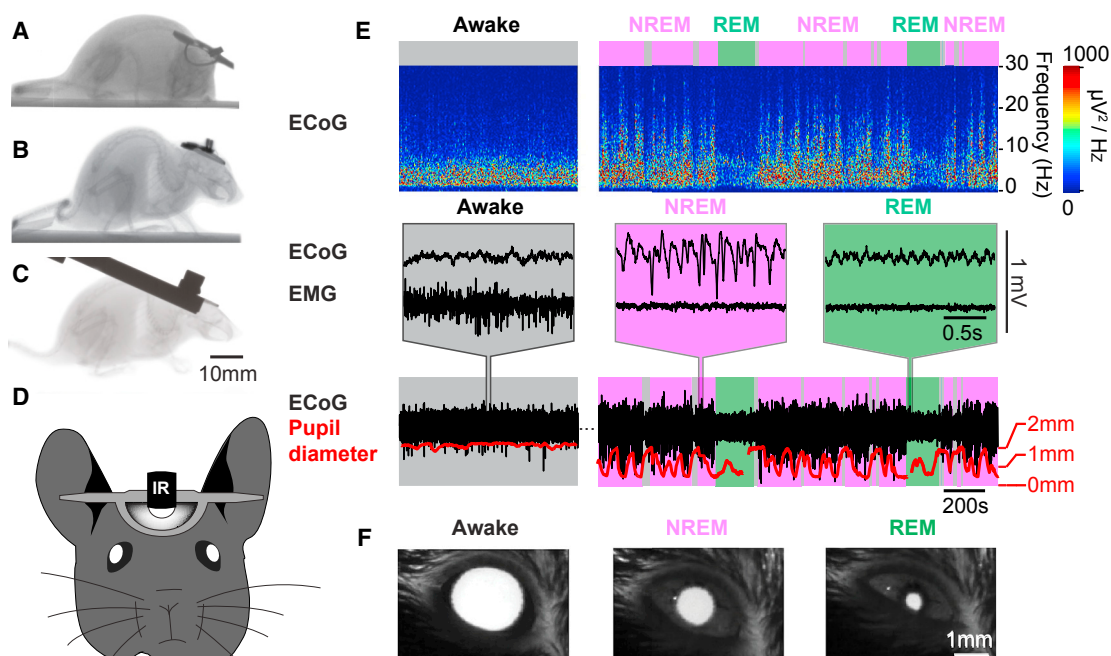 A
B
C
10mm
D
IR
E
Awake
NREM REM NREM REM NREM
ECoG
30
20
10
0
Frequency (Hz)
1000
0
µV² / Hz
Awake NREM REM
ECoG
EMG
0.5s
1 mV
ECoG
Pupil
diameter
...
2mm
1mm
0mm
200s
F
Awake NREM REM
1mm